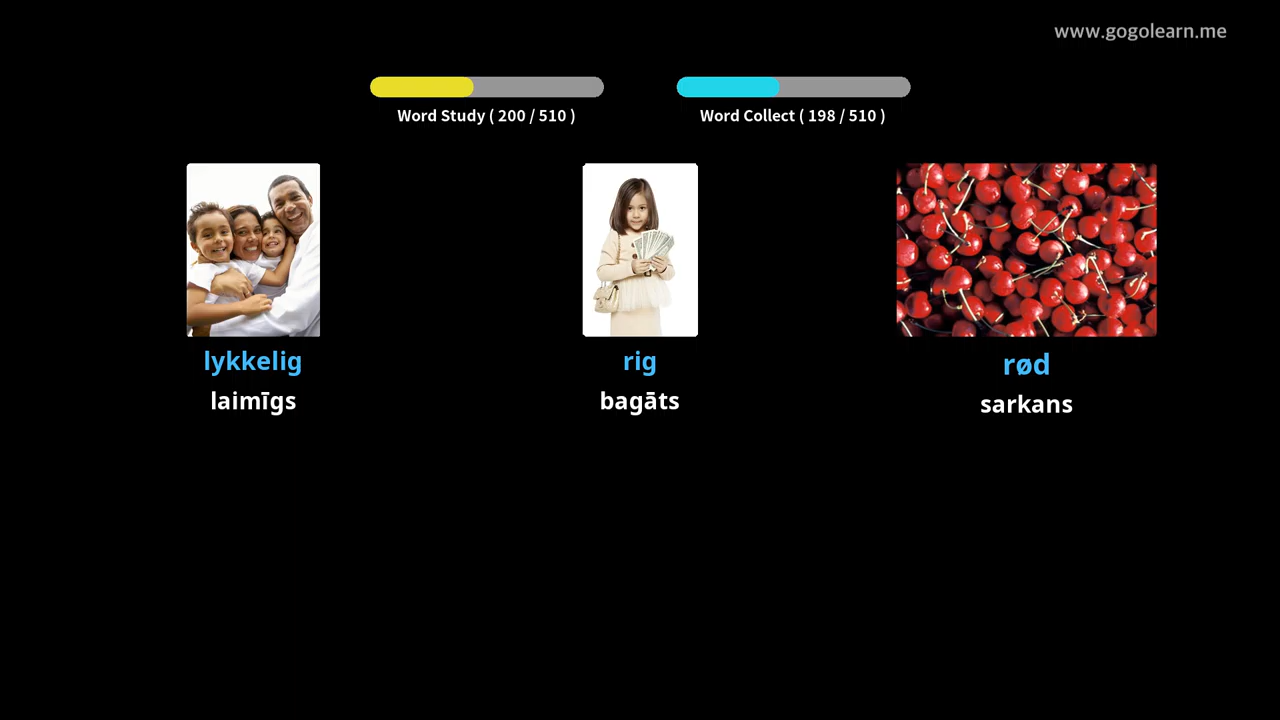 www.gogolearn.me
Word Study ( 200 / 510 )
Word Collect ( 198 / 510 )
lykkelig
laimīgs
rig
bagāts
rød
sarkans